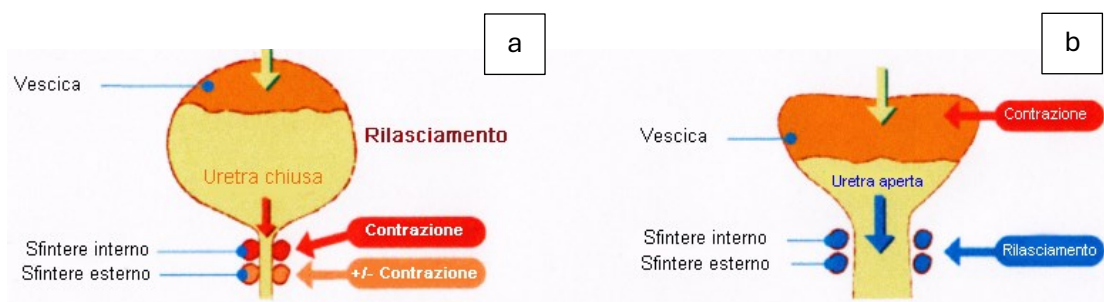 a
Vescica
Rilasciamento
Uretra chiusa
Contrazione
Sfintere interno
Sfintere esterno
+/- Contrazione
b
Contrazione
Vescica
Uretra aperta
Sfintere interno
Sfintere esterno
Rilasciamento